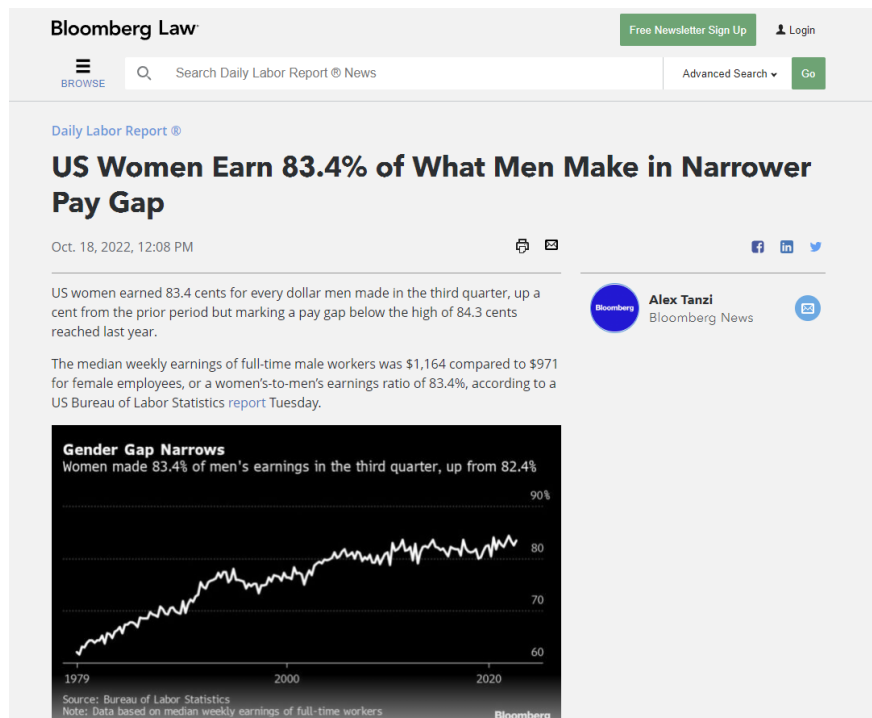 Bloomberg Law
Free Newsletter Sign Up
Login
BROWSE
Search Daily Labor Report ® News
Advanced Search
Go
Daily Labor Report ®
US Women Earn 83.4% of What Men Make in Narrower
Pay Gap
Oct. 18, 2022, 12:08 PM
US women earned 83.4 cents for every dollar men made in the third quarter, up a
cent from the prior period but marking a pay gap below the high of 84.3 cents
reached last year.
The median weekly earnings of full-time male workers was $1,164 compared to $971
for female employees, or a women’s-to-men’s earnings ratio of 83.4%, according to a
US Bureau of Labor Statistics report Tuesday.
Bloomberg
Alex Tanzi
Bloomberg News
Gender Gap Narrows
Women made 83.4% of men's earnings in the third quarter, up from 82.4%
90%
80
70
60
1979
2000
2020
Source: Bureau of Labor Statistics
Note: Data based on median weekly earnings of full-time workers
Bloomberg